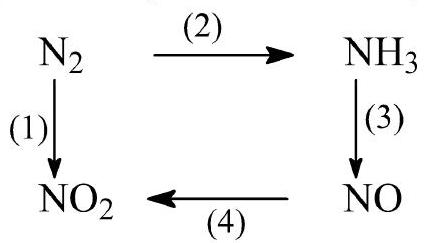 N₂ (2) NH₃
(1) (3)
NO₂ (4) NO